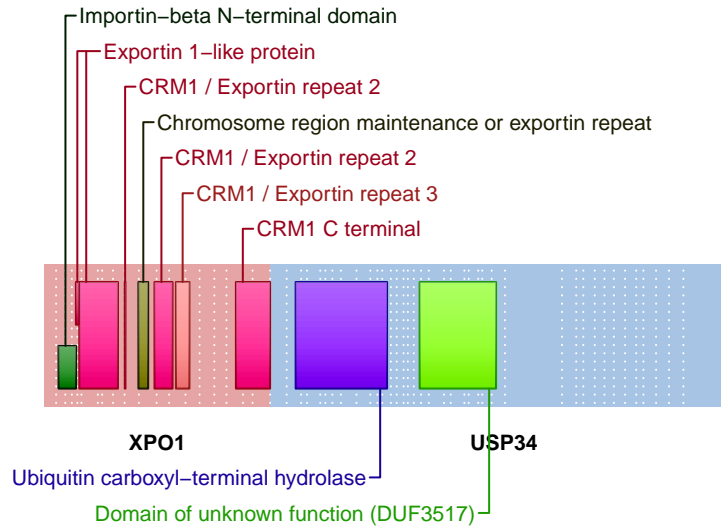 Importin−beta N−terminal domain
Exportin 1−like protein
CRM1 / Exportin repeat 2
Chromosome region maintenance or exportin repeat
CRM1 / Exportin repeat 2
CRM1 / Exportin repeat 3
CRM1 C terminal
XPO1 USP34
Ubiquitin carboxyl−terminal hydrolase
Domain of unknown function (DUF3517)